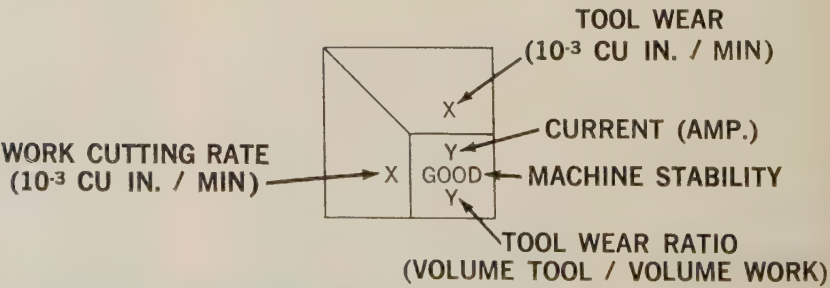 TOOL WEAR
(10-3 CU IN. / MIN)
X
CURRENT (AMP.)
Y
WORK CUTTING RATE
(10-3 CU IN. / MIN)
X
GOOD
MACHINE STABILITY
Y
TOOL WEAR RATIO
(VOLUME TOOL / VOLUME WORK)